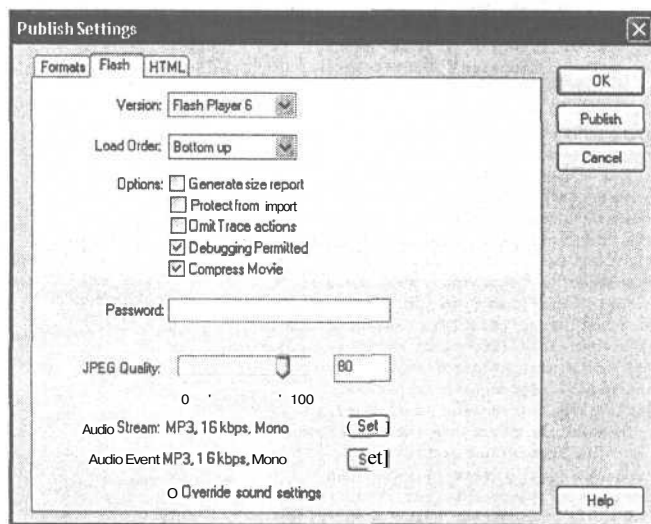 Publish Settings
Formats Flash HTML
OK
Publish
Cancel
Version: Flash Player 6
Load Order: Bottom up
Options: Generate size report
Protect from import
Omit Trace actions
Debugging Permitted
Compress Movie
Password:
JPEG Quality: 80
0 100
Audio Stream: MP3, 16 kbps, Mono ( Set )
Audio Event MP3, 1 6 kbps, Mono Set]
O Override sound settings
Help